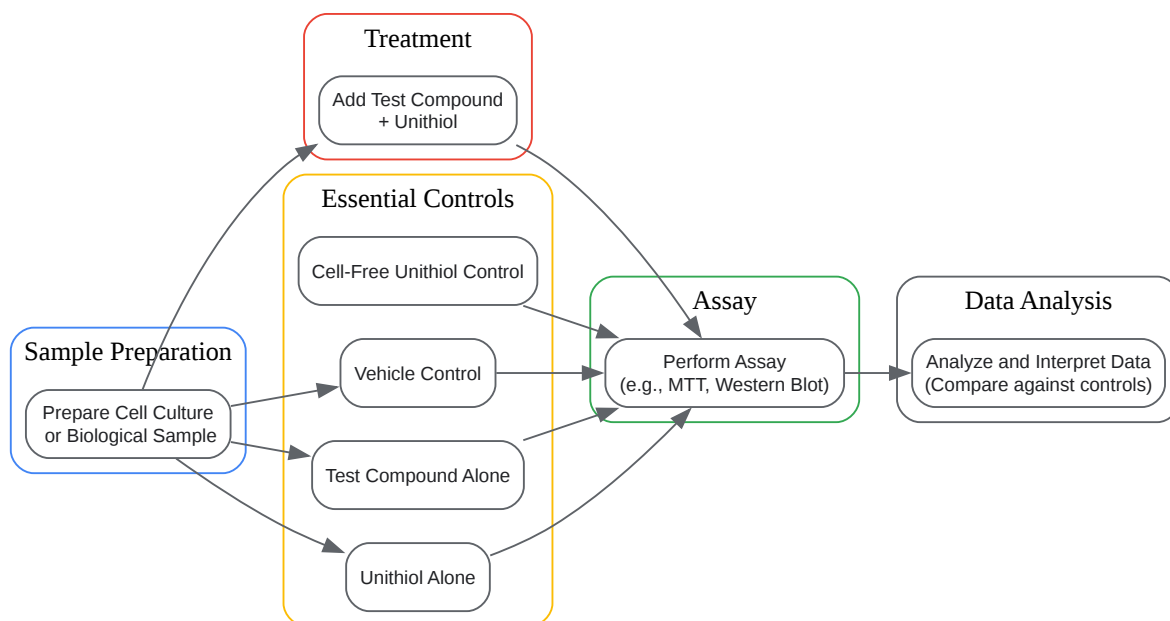 Treatment
Add Test Compound
+ Unithiol
Essential Controls
Cell-Free Unithiol Control
Vehicle Control
Test Compound Alone
Unithiol Alone
Sample Preparation
Prepare Cell Culture
or Biological Sample
Assay
Perform Assay
(e.g., MTT, Western Blot)
Data Analysis
Analyze and Interpret Data
(Compare against controls)